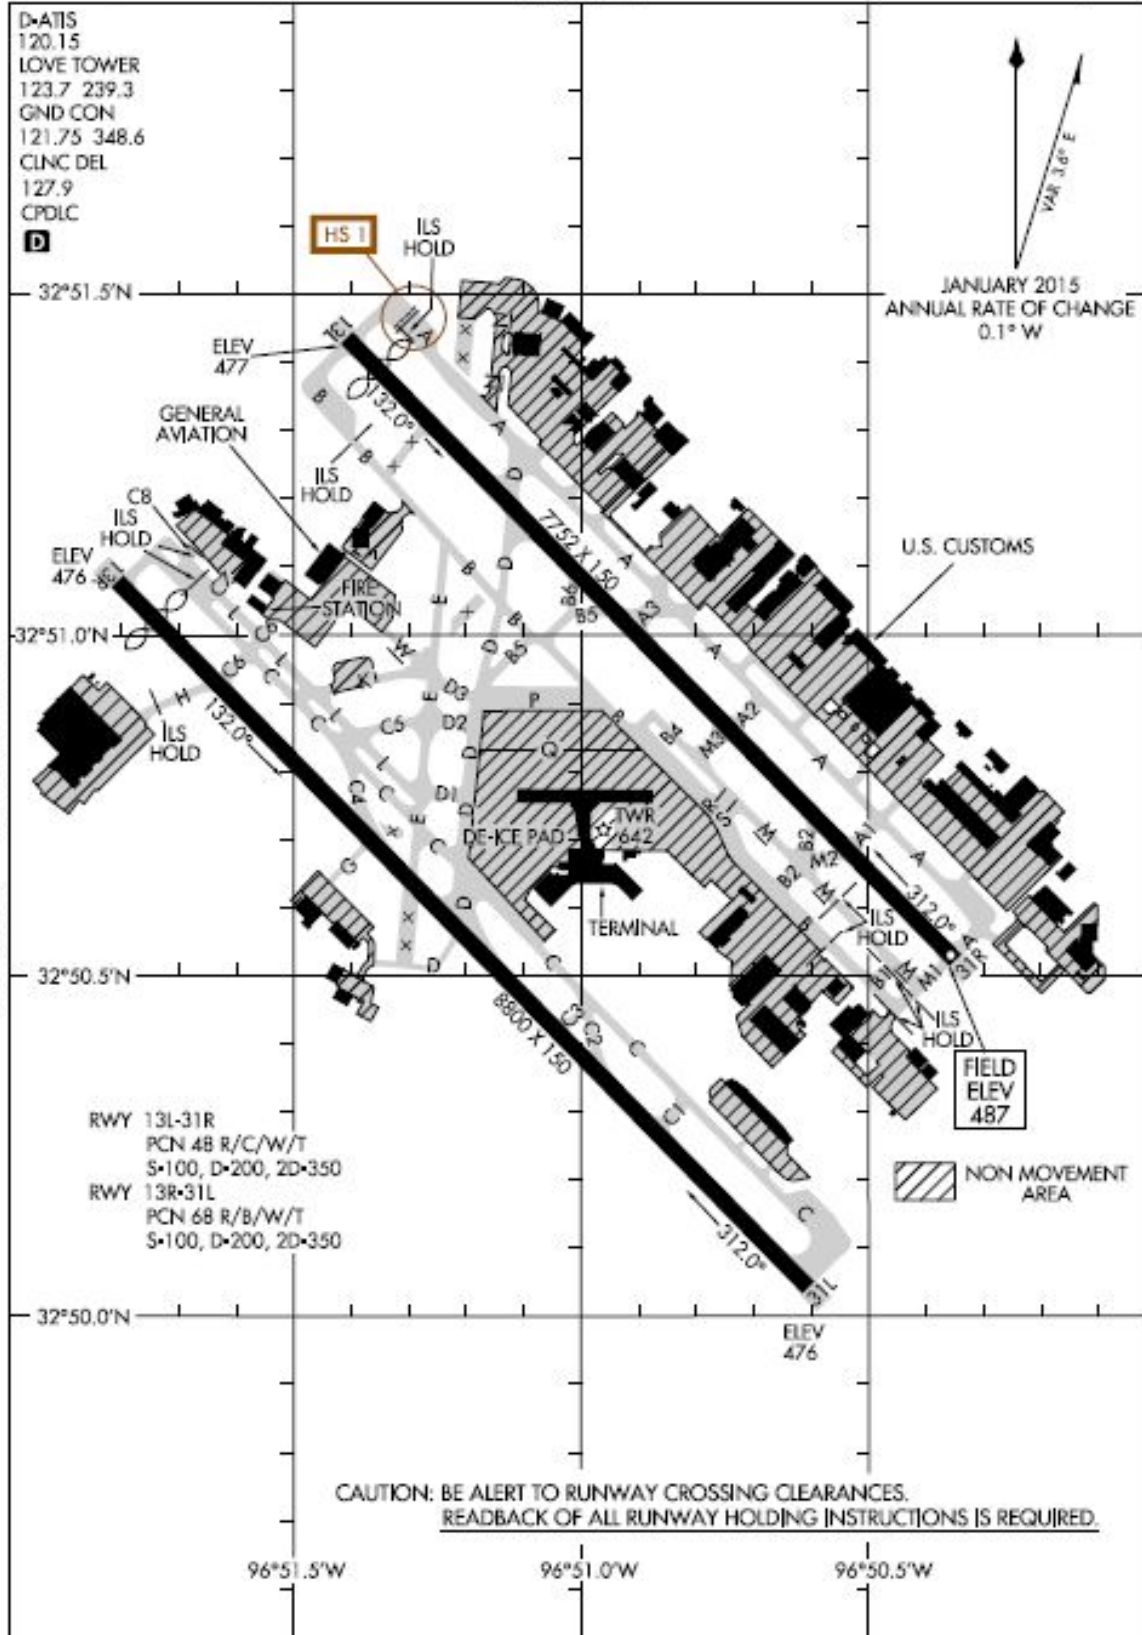 D-ATIS
120.15
LOVE TOWER
123.7 239.3
GND CON
121.75 348.6
CLNC DEL
127.9
CPDLC
D
VAR 3.6° E
JANUARY 2015
ANNUAL RATE OF CHANGE
0.1° W
HS 1
ILS
HOLD
32°51.5'N
13L
A
ELEV
477
132.0°
GENERAL
AVIATION
B
B
A
D
ILS
HOLD
C8
ILS
HOLD
ELEV
476
FIRE
STATION
7752 X 150
A
U.S. CUSTOMS
B
D
E
B6
B5
A3
32°51.0'N
L
L
C
C6
W
D
B
B5
A
H
ILS
HOLD
132.0°
C
L
C5
E
D3
D2
P
B4
M3
A2
A
Q
D
L
C
C4
E
D1
D
DE-ICE PAD
TWR
642
R
S
M
B2
M2
A1
A
G
C
D
B2
M
312.0°
TERMINAL
B
ILS
HOLD
31R
32°50.5'N
G
C
B1
M
M1
8800 X 150
C3
C2
C
ILS
HOLD
FIELD
ELEV
487
C1
RWY 13L-31R
PCN 48 R/C/W/T
S-100, D-200, 2D-350
RWY 13R-31L
PCN 68 R/B/W/T
S-100, D-200, 2D-350
NON MOVEMENT
AREA
C
312.0°
31L
32°50.0'N
ELEV
476
CAUTION: BE ALERT TO RUNWAY CROSSING CLEARANCES.
READBACK OF ALL RUNWAY HOLDING INSTRUCTIONS IS REQUIRED.
96°51.5'W
96°51.0'W
96°50.5'W